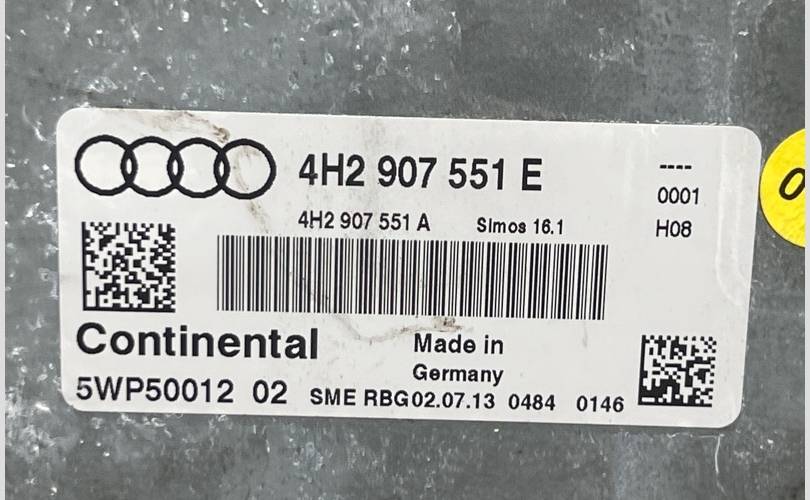 4H2 907 551 E
----
0001
4H2 907 551 A Simos 16.1
H08
Continental
Made in
Germany
5WP50012 02 SME RBG02.07.13 0484 0146
0